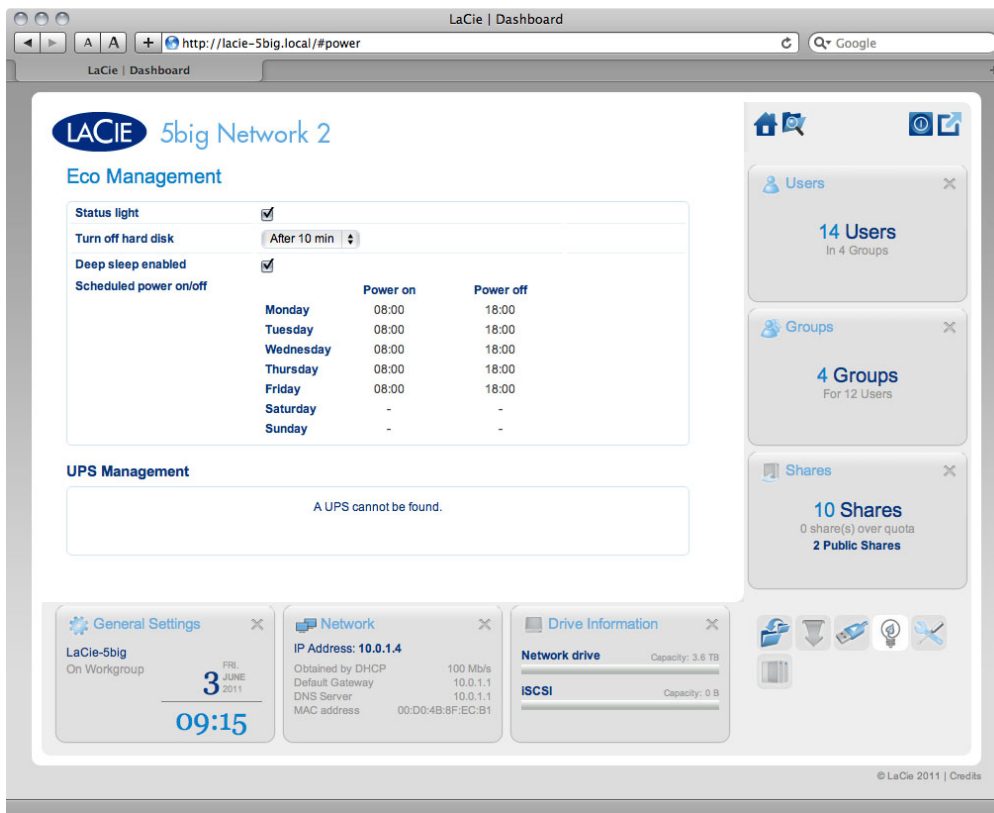 LaCie | Dashboard
A A + http://lacie-5big.local/#power Google
LaCie | Dashboard
LACIE 5big Network 2
Eco Management
Status light
Turn off hard disk After 10 min
Deep sleep enabled
Scheduled power on/off
Power on Power off
Monday 08:00 18:00
Tuesday 08:00 18:00
Wednesday 08:00 18:00
Thursday 08:00 18:00
Friday 08:00 18:00
Saturday - -
Sunday - -
UPS Management
A UPS cannot be found.
Users
14 Users
In 4 Groups
Groups
4 Groups
For 12 Users
Shares
10 Shares
0 share(s) over quota
2 Public Shares
General Settings
LaCie-5big
On Workgroup
FRI.
3 JUNE
2011
09:15
Network
IP Address: 10.0.1.4
Obtained by DHCP 100 Mb/s
Default Gateway 10.0.1.1
DNS Server 10.0.1.1
MAC address 00:D0:4B:8F:EC:B1
Drive Information
Network drive Capacity: 3.6 TB
iSCSI Capacity: 0 B
© LaCie 2011 | Credits